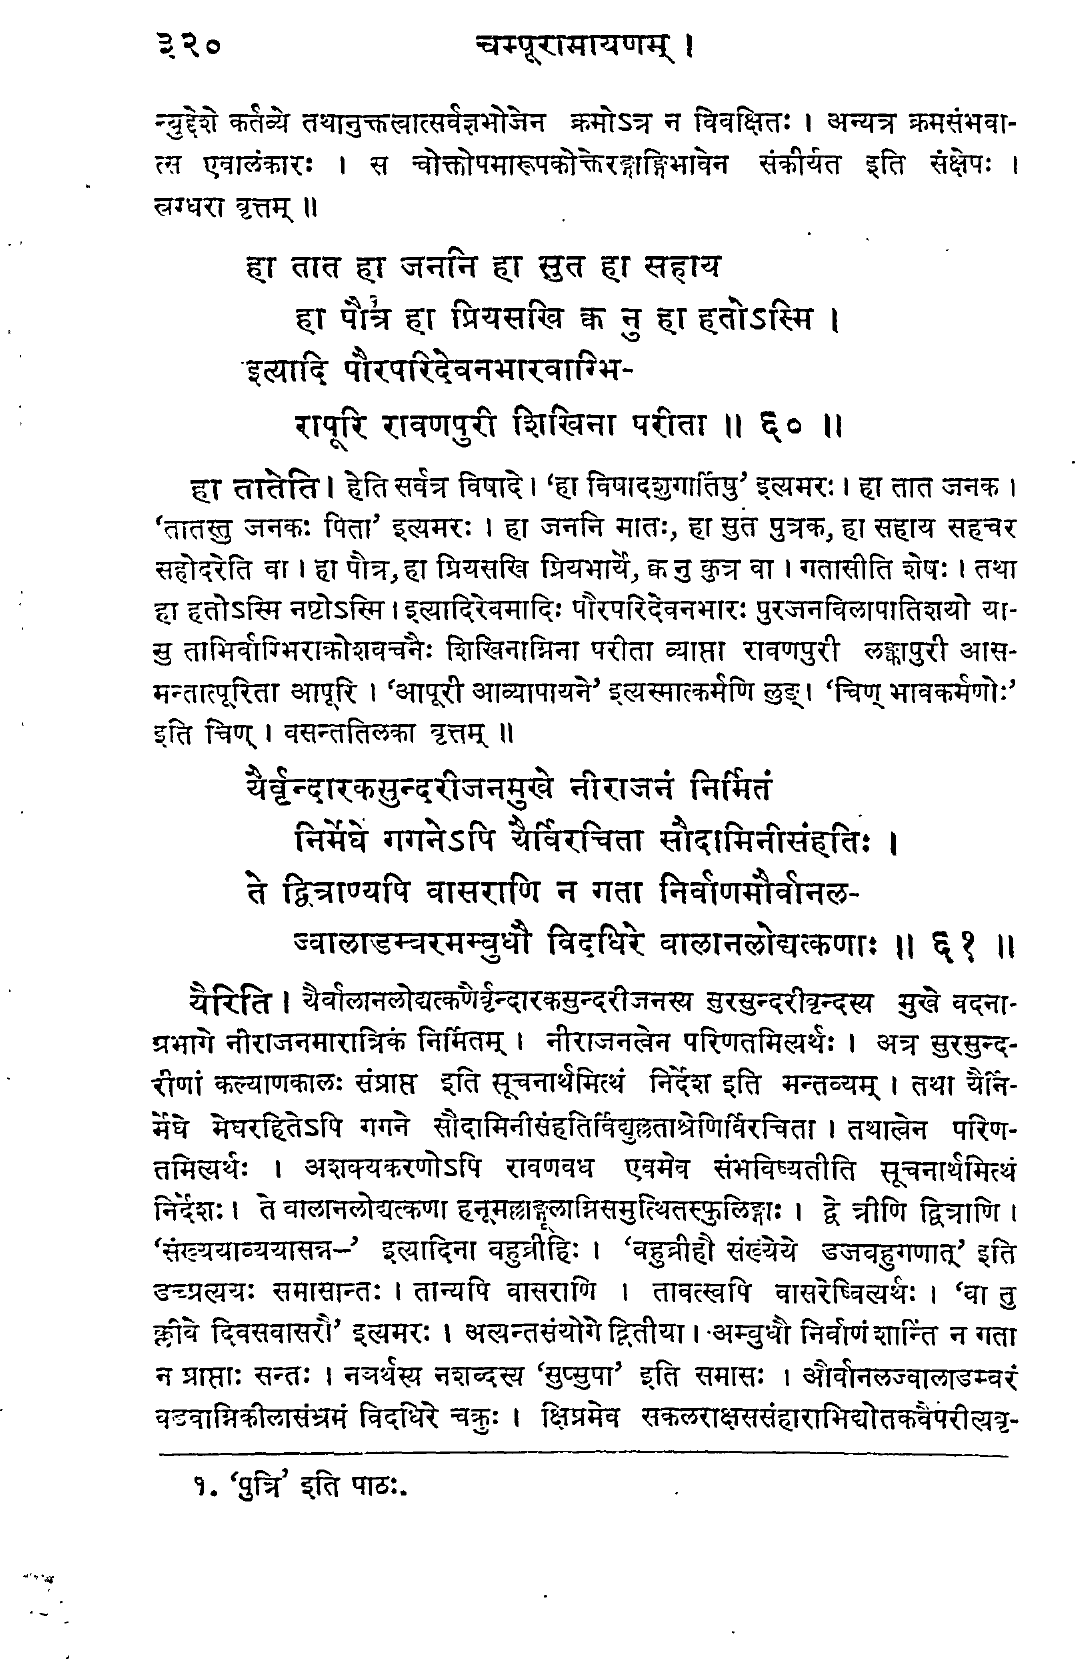 ३२० चम्पूरामायणम् ।
न्युद्देशे कर्तव्ये तथानुक्तत्वात्सर्वज्ञभोजेन क्रमोऽत्र न विवक्षितः । अन्यत्र क्रमसंभवा-
त्स एवालंकारः । स चोक्तोपमारूपकोक्तेरङ्गाङ्गिभावेन संकीर्यत इति संक्षेपः ।
स्रग्धरा वृत्तम् ॥
हा तात हा जननि हा सुत हा सहाय
हा पौत्र१ हा प्रियसखि क्व नु हा हतोऽस्मि ।
इत्यादि पौरपरिदेवनभारवाग्भि-
रापूरि रावणपुरी शिखिना परीता ॥ ६० ॥
हा तातेति । हेति सर्वत्र विषादे । ‘हा विषादशुगार्तिषु’ इत्यमरः । हा तात जनक ।
‘तातस्तु जनकः पिता’ इत्यमरः । हा जननि मातः, हा सुत पुत्रक, हा सहाय सहचर
सहोदरेति वा । हा पौत्र, हा प्रियसखि प्रियभार्ये, क्व नु कुत्र वा । गतासीति शेषः । तथा
हा हतोऽस्मि नष्टोऽस्मि । इत्यादिरेवमादिः पौरपरिदेवनभारः पुरजनविलापातिशयो या-
सु ताभिर्वाग्भिराक्रोशवचनैः शिखिनाग्निना परीता व्याप्ता रावणपुरी लङ्कापुरी आस-
मन्तात्पूरिता आपूरि । ‘आपूरी आव्यापायने’ इत्यस्मात्कर्मणि लुङ् । ‘चिण् भावकर्मणोः’
इति चिण् । वसन्ततिलका वृत्तम् ॥
यैर्वृन्दारकसुन्दरीजनमुखे नीराजनं निर्मितं
निर्मेघे गगनेऽपि यैर्विरचिता सौदामिनीसंहतिः ।
ते द्वित्राण्यपि वासराणि न गता निर्वाणमौर्वानल-
ज्वालाडम्बरमम्बुधौ विदधिरे वालानलोद्यत्कणाः ॥ ६१ ॥
यैरिति । यैर्वालानलोद्यत्कणैर्वृन्दारकसुन्दरीजनस्य सुरसुन्दरीवृन्दस्य मुखे वदना-
ग्रभागे नीराजनमारात्रिकं निर्मितम् । नीराजनत्वेन परिणतमित्यर्थः । अत्र सुरसुन्द-
रीणां कल्याणकालः संप्राप्त इति सूचनार्थमित्थं निर्देश इति मन्तव्यम् । तथा यैर्नि-
र्मेघे मेघरहितेऽपि गगने सौदामिनीसंहतिर्विद्युल्लताश्रेणिर्विरचिता । तथात्वेन परिण-
तमित्यर्थः । अशक्यकरणोऽपि रावणवध एवमेव संभविष्यतीति सूचनार्थमित्थं
निर्देशः । ते वालानलोद्यत्कणा हनूमल्लाङ्गूलाग्निसमुत्थितस्फुलिङ्गाः । द्वे त्रीणि द्वित्राणि ।
‘संख्ययाव्ययासन्न–’ इत्यादिना बहुव्रीहिः । ‘बहुव्रीहौ संख्येये डजबहुगणात्’ इति
डच्प्रत्ययः समासान्तः । तान्यपि वासराणि । तावत्स्वपि वासरेष्वित्यर्थः । ‘वा तु
क्लीबे दिवसवासरौ’ इत्यमरः । अत्यन्तसंयोगे द्वितीया । अम्बुधौ निर्वाणं शान्तिं न गता
न प्राप्ताः सन्तः । नञर्थस्य नशब्दस्य ‘सुप्सुपा’ इति समासः । और्वानलज्वालाडम्बरं
वडवाग्निकीलासंभ्रमं विदधिरे चक्रुः । क्षिप्रमेव सकलराक्षससंहाराभिद्योतकवैपरीत्यवृ-
१. ‘पुत्रि’ इति पाठः.